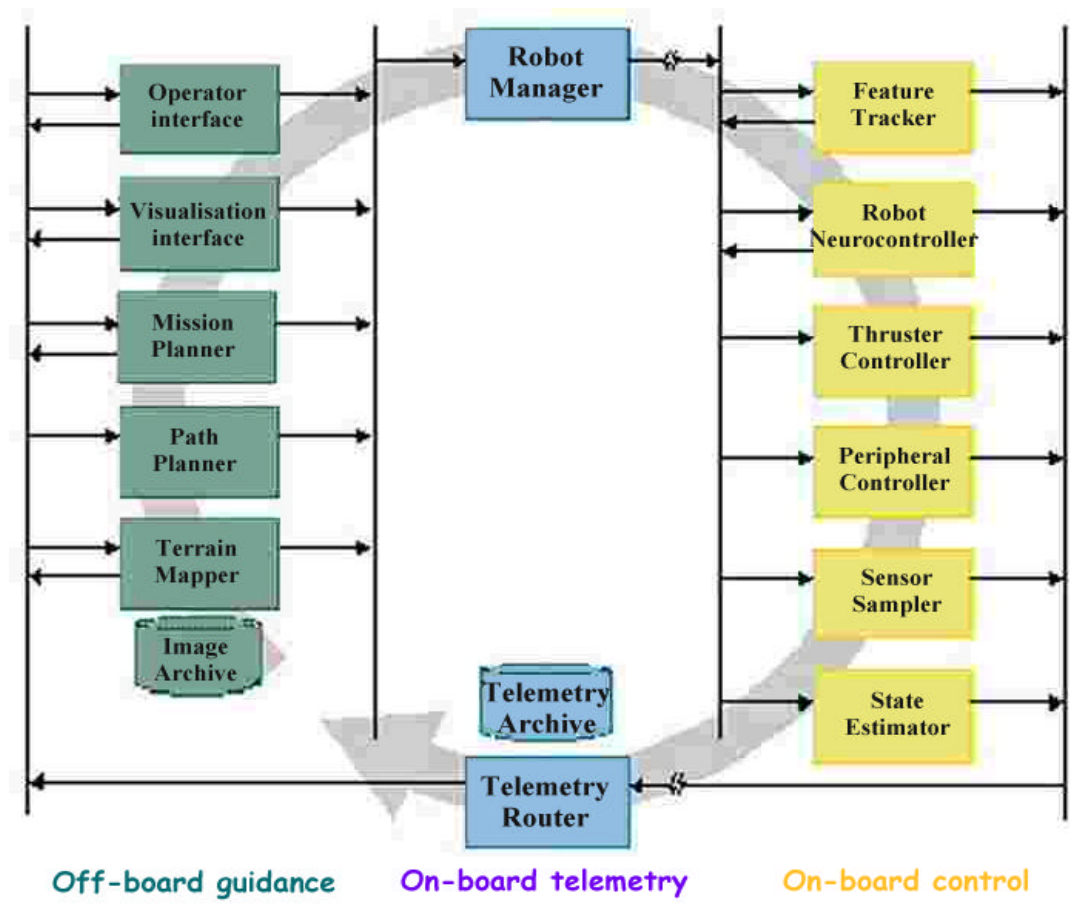 Robot
Manager
Operator
interface
Visualisation
interface
Mission
Planner
Path
Planner
Terrain
Mapper
Image
Archive
Telemetry
Archive
Telemetry
Router
Feature
Tracker
Robot
Neurocontroller
Thruster
Controller
Peripheral
Controller
Sensor
Sampler
State
Estimator
Off-board guidance
On-board telemetry
On-board control